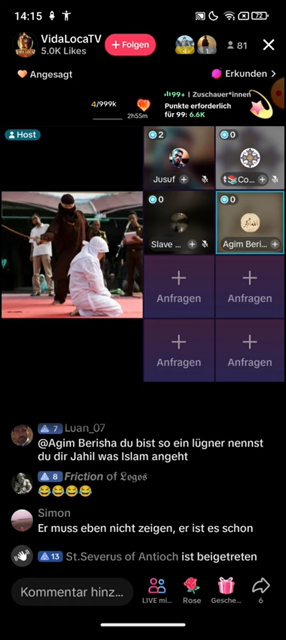 14:15
72
VidaLocaTV
5.0K Likes
+ Folgen
81
Angesagt
Erkunden >
4/999k
2h55m
99+ | Zuschauer*innen
Punkte erforderlich
für 99: 6.6K
Host
2
Jusuf
0
Co...
0
Slave ...
0
Agim Beri...
Anfragen
Anfragen
Anfragen
Anfragen
7 Luan_07
@Agim Berisha du bist so ein lügner nennst
du dir Jahil was Islam angeht
8 Friction of Logos
😂😂😂😂
Simon
Er muss eben nicht zeigen, er ist es schon
13 St.Severus of Antioch ist beigetreten
Kommentar hinz...
LIVE mi...
Rose
Gesche...
6